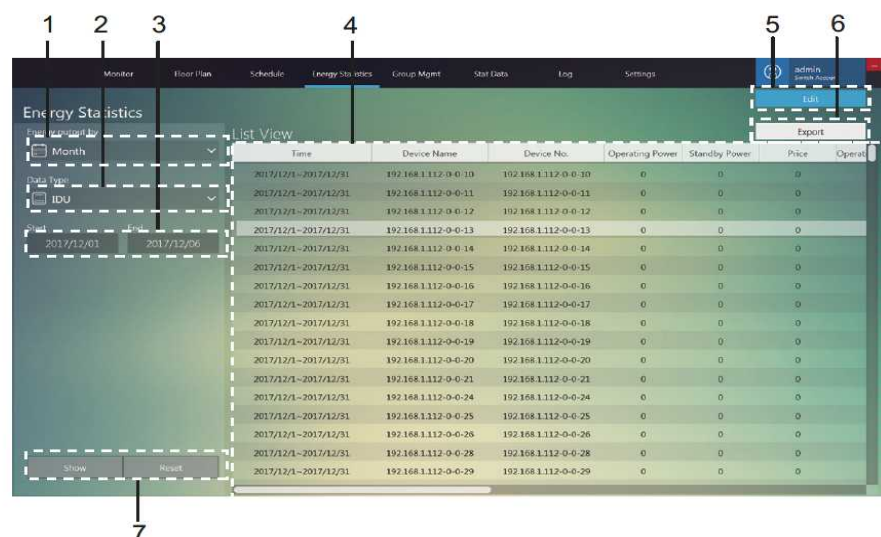 1 2 3 4 5 6
Monitor Floor Plan Schedule Energy Statistics Group Mgmt Stat Data Log Settings admin
Switch Account
Edit
Energy Statistics
Export
Energy output by
List View
Month
Time Device Name Device No. Operating Power Standby Power Price Operat
2017/12/1~2017/12/31 192.168.1.112-0-0-10 192.168.1.112-0-0-10 0 0 0
Data Type
2017/12/1~2017/12/31 192.168.1.112-0-0-11 192.168.1.112-0-0-11 0 0 0
IDU
2017/12/1~2017/12/31 192.168.1.112-0-0-12 192.168.1.112-0-0-12 0 0 0
Start End
2017/12/1~2017/12/31 192.168.1.112-0-0-13 192.168.1.112-0-0-13 0 0 0
2017/12/01 2017/12/06
2017/12/1~2017/12/31 192.168.1.112-0-0-14 192.168.1.112-0-0-14 0 0 0
2017/12/1~2017/12/31 192.168.1.112-0-0-15 192.168.1.112-0-0-15 0 0 0
2017/12/1~2017/12/31 192.168.1.112-0-0-16 192.168.1.112-0-0-16 0 0 0
2017/12/1~2017/12/31 192.168.1.112-0-0-17 192.168.1.112-0-0-17 0 0 0
2017/12/1~2017/12/31 192.168.1.112-0-0-18 192.168.1.112-0-0-18 0 0 0
2017/12/1~2017/12/31 192.168.1.112-0-0-19 192.168.1.112-0-0-19 0 0 0
2017/12/1~2017/12/31 192.168.1.112-0-0-20 192.168.1.112-0-0-20 0 0 0
2017/12/1~2017/12/31 192.168.1.112-0-0-21 192.168.1.112-0-0-21 0 0 0
2017/12/1~2017/12/31 192.168.1.112-0-0-24 192.168.1.112-0-0-24 0 0 0
2017/12/1~2017/12/31 192.168.1.112-0-0-25 192.168.1.112-0-0-25 0 0 0
2017/12/1~2017/12/31 192.168.1.112-0-0-26 192.168.1.112-0-0-26 0 0 0
2017/12/1~2017/12/31 192.168.1.112-0-0-28 192.168.1.112-0-0-28 0 0 0
Show Reset
2017/12/1~2017/12/31 192.168.1.112-0-0-29 192.168.1.112-0-0-29 0 0 0
7